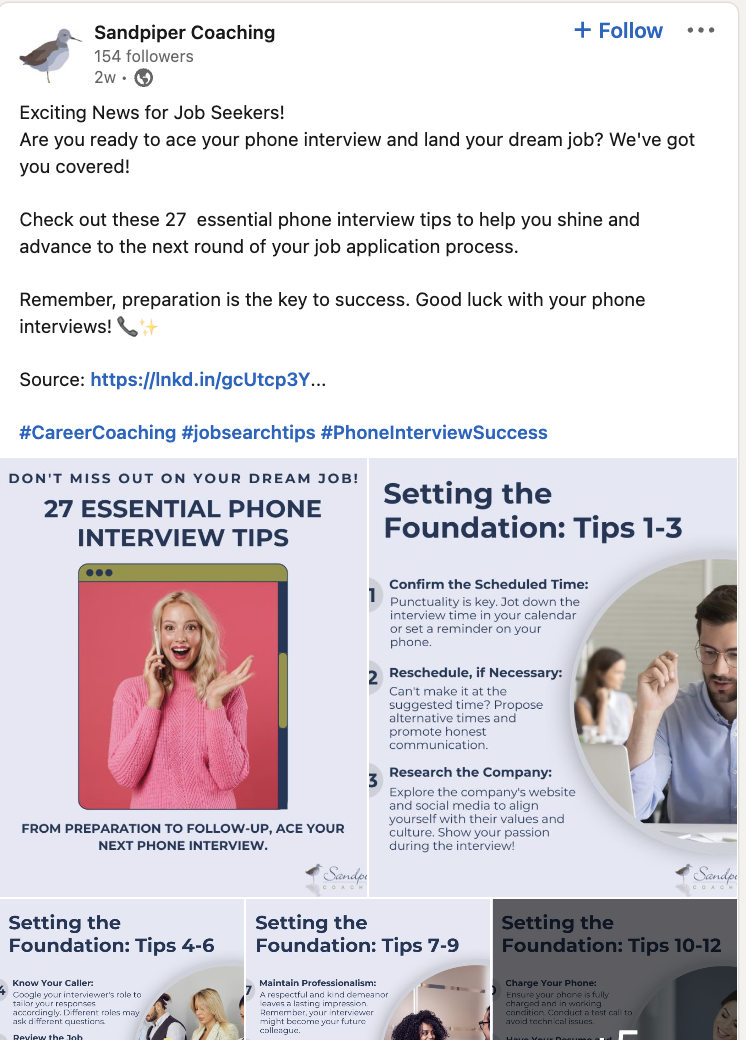 Sandpiper Coaching
+ Follow
154 followers
2w •
Exciting News for Job Seekers!
Are you ready to ace your phone interview and land your dream job? We've got
you covered!
Check out these 27  essential phone interview tips to help you shine and
advance to the next round of your job application process.
Remember, preparation is the key to success. Good luck with your phone
interviews! 📞✨
Source: https://lnkd.in/gcUtcp3Y...
#CareerCoaching #jobsearchtips #PhoneInterviewSuccess
DON'T MISS OUT ON YOUR DREAM JOB!
27 ESSENTIAL PHONE
INTERVIEW TIPS
FROM PREPARATION TO FOLLOW-UP, ACE YOUR
NEXT PHONE INTERVIEW.
Setting the
Foundation: Tips 1-3
1
Confirm the Scheduled Time:
Punctuality is key. Jot down the
interview time in your calendar
or set a reminder on your
phone.
2
Reschedule, if Necessary:
Can't make it at the
suggested time? Propose
alternative times and
promote honest
communication.
3
Research the Company:
Explore the company's website
and social media to align
yourself with their values and
culture. Show your passion
during the interview!
Setting the
Foundation: Tips 4-6
4
Know Your Caller:
Google your interviewer's role to
tailor your responses
accordingly. Different roles may
ask different questions.
Review the Job
Setting the
Foundation: Tips 7-9
7
Maintain Professionalism:
A respectful and kind demeanor
leaves a lasting impression.
Remember, your interviewer
might become your future
colleague.
Setting the
Foundation: Tips 10-12
Charge Your Phone:
Ensure your phone is fully
charged and in working
condition. Conduct a test call to
avoid technical issues.